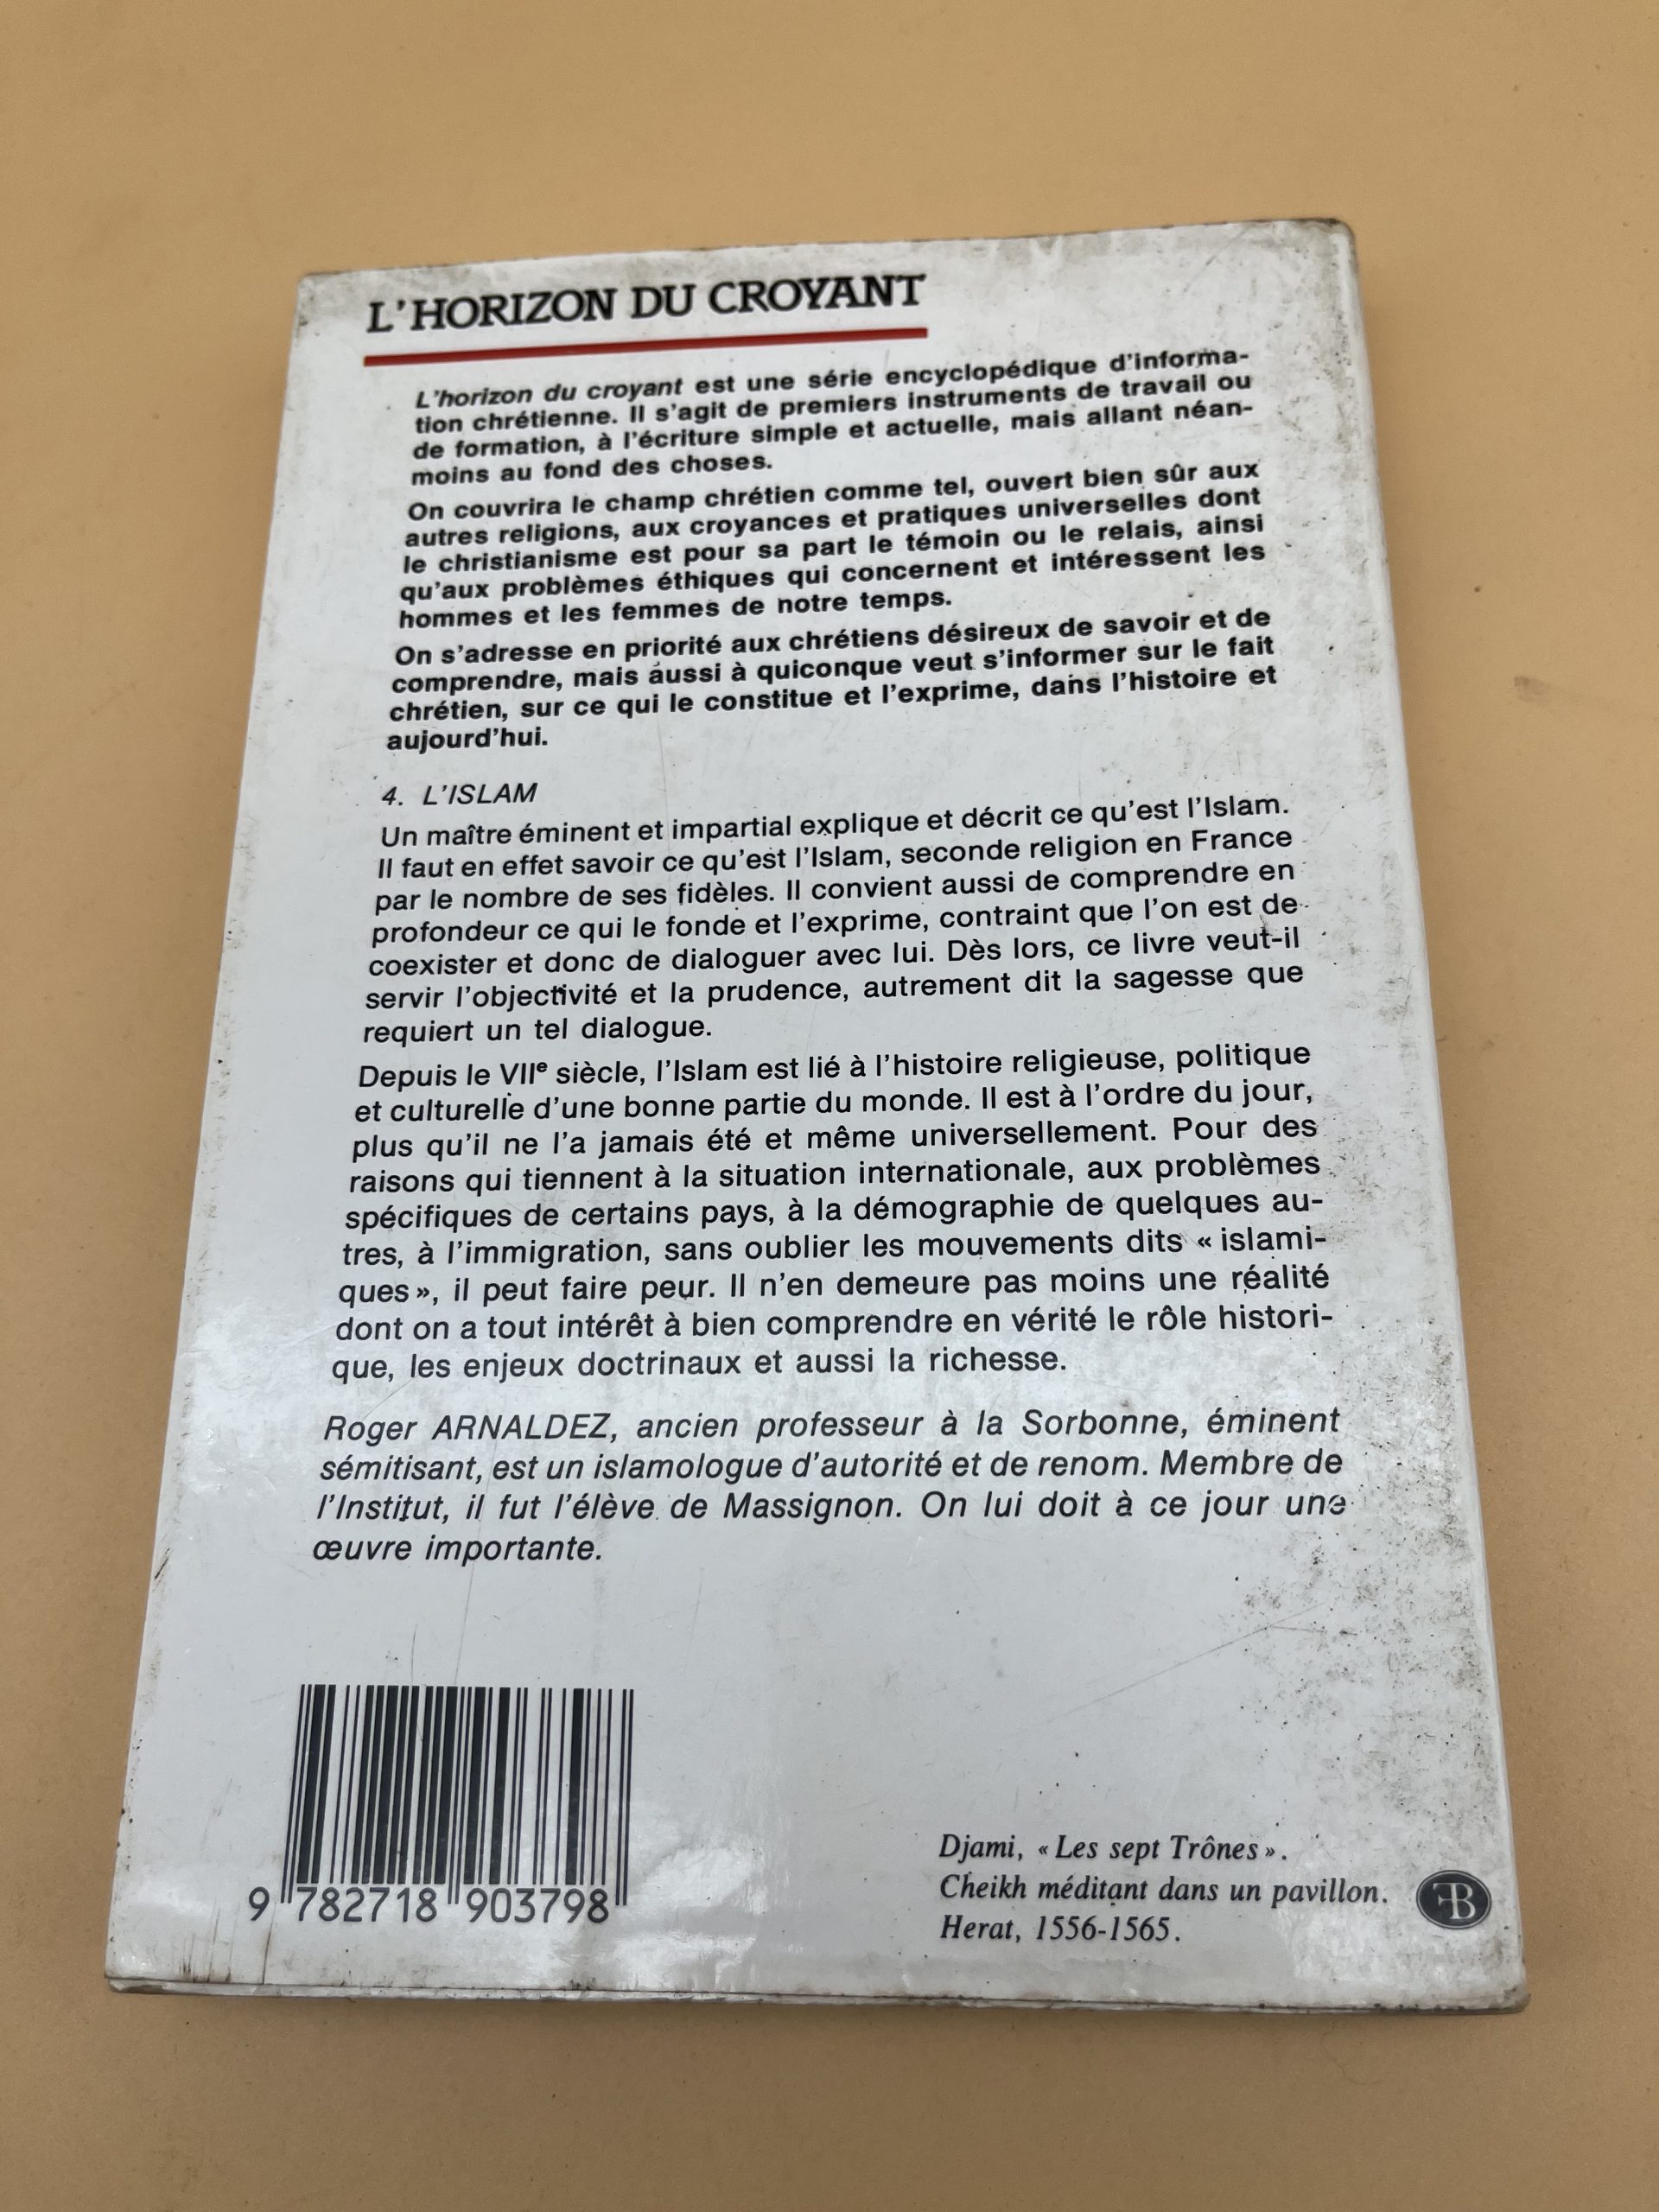 L'HORIZON DU CROYANT
L'horizon du croyant est une série encyclopédique d'informa-
tion chrétienne. Il s'agit de premiers instruments de travail ou
de formation, à l'écriture simple et actuelle, mais allant néan-
moins au fond des choses.
On couvrira le champ chrétien comme tel, ouvert bien sûr aux
autres religions, aux croyances et pratiques universelles dont
le christianisme est pour sa part le témoin ou le relais, ainsi
qu'aux problèmes éthiques qui concernent et intéressent les
hommes et les femmes de notre temps.
On s'adresse en priorité aux chrétiens désireux de savoir et de
comprendre, mais aussi à quiconque veut s'informer sur le fait
chrétien, sur ce qui le constitue et l'exprime, dans l'histoire et
aujourd'hui.
4. L'ISLAM
Un maître éminent et impartial explique et décrit ce qu'est l'Islam.
Il faut en effet savoir ce qu'est l'Islam, seconde religion en France
par le nombre de ses fidèles. Il convient aussi de comprendre en
profondeur ce qui le fonde et l'exprime, contraint que l'on est de
coexister et donc de dialoguer avec lui. Dès lors, ce livre veut-il
servir l'objectivité et la prudence, autrement dit la sagesse que
requiert un tel dialogue.
Depuis le VIIe siècle, l'Islam est lié à l'histoire religieuse, politique
et culturelle d'une bonne partie du monde. Il est à l'ordre du jour,
plus qu'il ne l'a jamais été et même universellement. Pour des
raisons qui tiennent à la situation internationale, aux problèmes
spécifiques de certains pays, à la démographie de quelques au-
tres, à l'immigration, sans oublier les mouvements dits « islami-
ques », il peut faire peur. Il n'en demeure pas moins une réalité
dont on a tout intérêt à bien comprendre en vérité le rôle histori-
que, les enjeux doctrinaux et aussi la richesse.
Roger ARNALDEZ, ancien professeur à la Sorbonne, éminent
sémitisant, est un islamologue d'autorité et de renom. Membre de
l'Institut, il fut l'élève de Massignon. On lui doit à ce jour une
œuvre importante.
9 782718 903798
Djami, « Les sept Trônes ».
Cheikh méditant dans un pavillon.
Herat, 1556-1565.